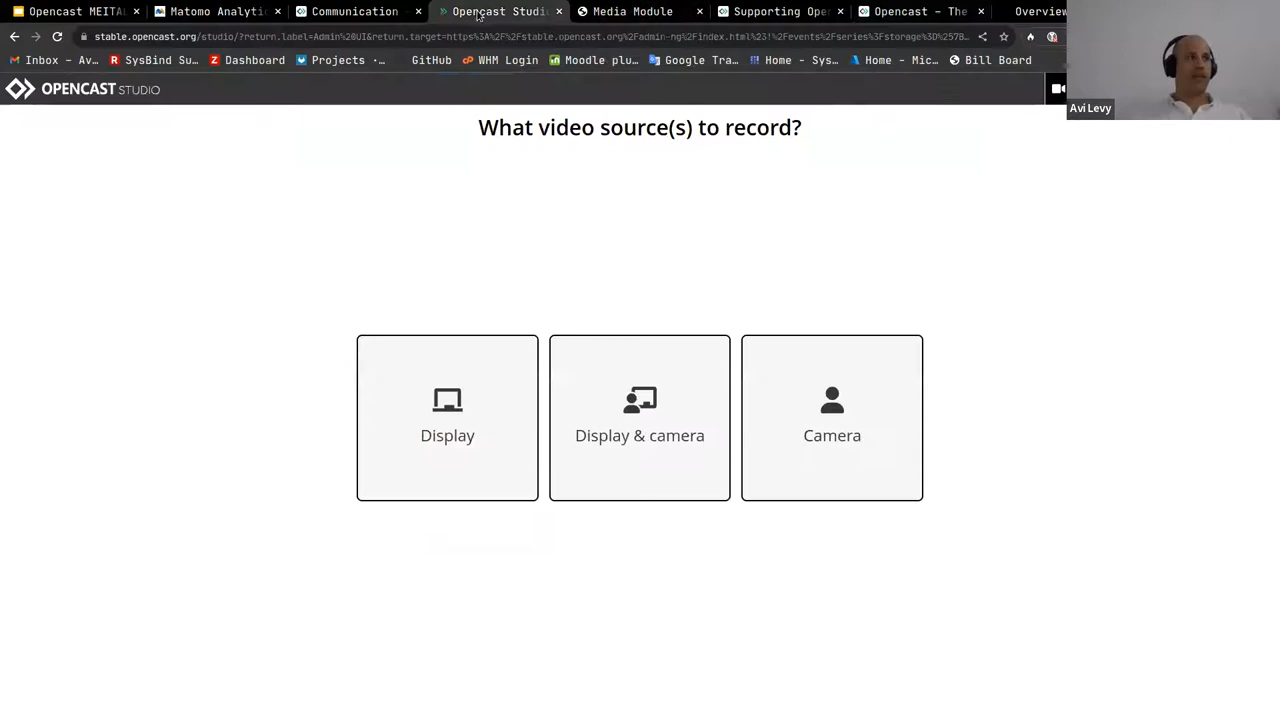 Opencast MEITAL
Matomo Analytic
Communication
Opencast Studio
Media Module
Supporting Ope
Opencast – The
Overview
stable.opencast.org/studio/?return.label=Admin%20UI&return.target=https%3A%2F%2Fstable.opencast.org%2Fadmin-ng%2Findex.html%23!%2Fevents%2Fseries%3Fstorage%3D%257B…
Inbox – Av…
SysBind Su…
Dashboard
Projects ·…
GitHub
WHM Login
Moodle plu…
Google Tra…
Home - Sys…
Home - Mic…
Bill Board
OPENCAST STUDIO
Avi Levy
What video source(s) to record?
Display
Display & camera
Camera